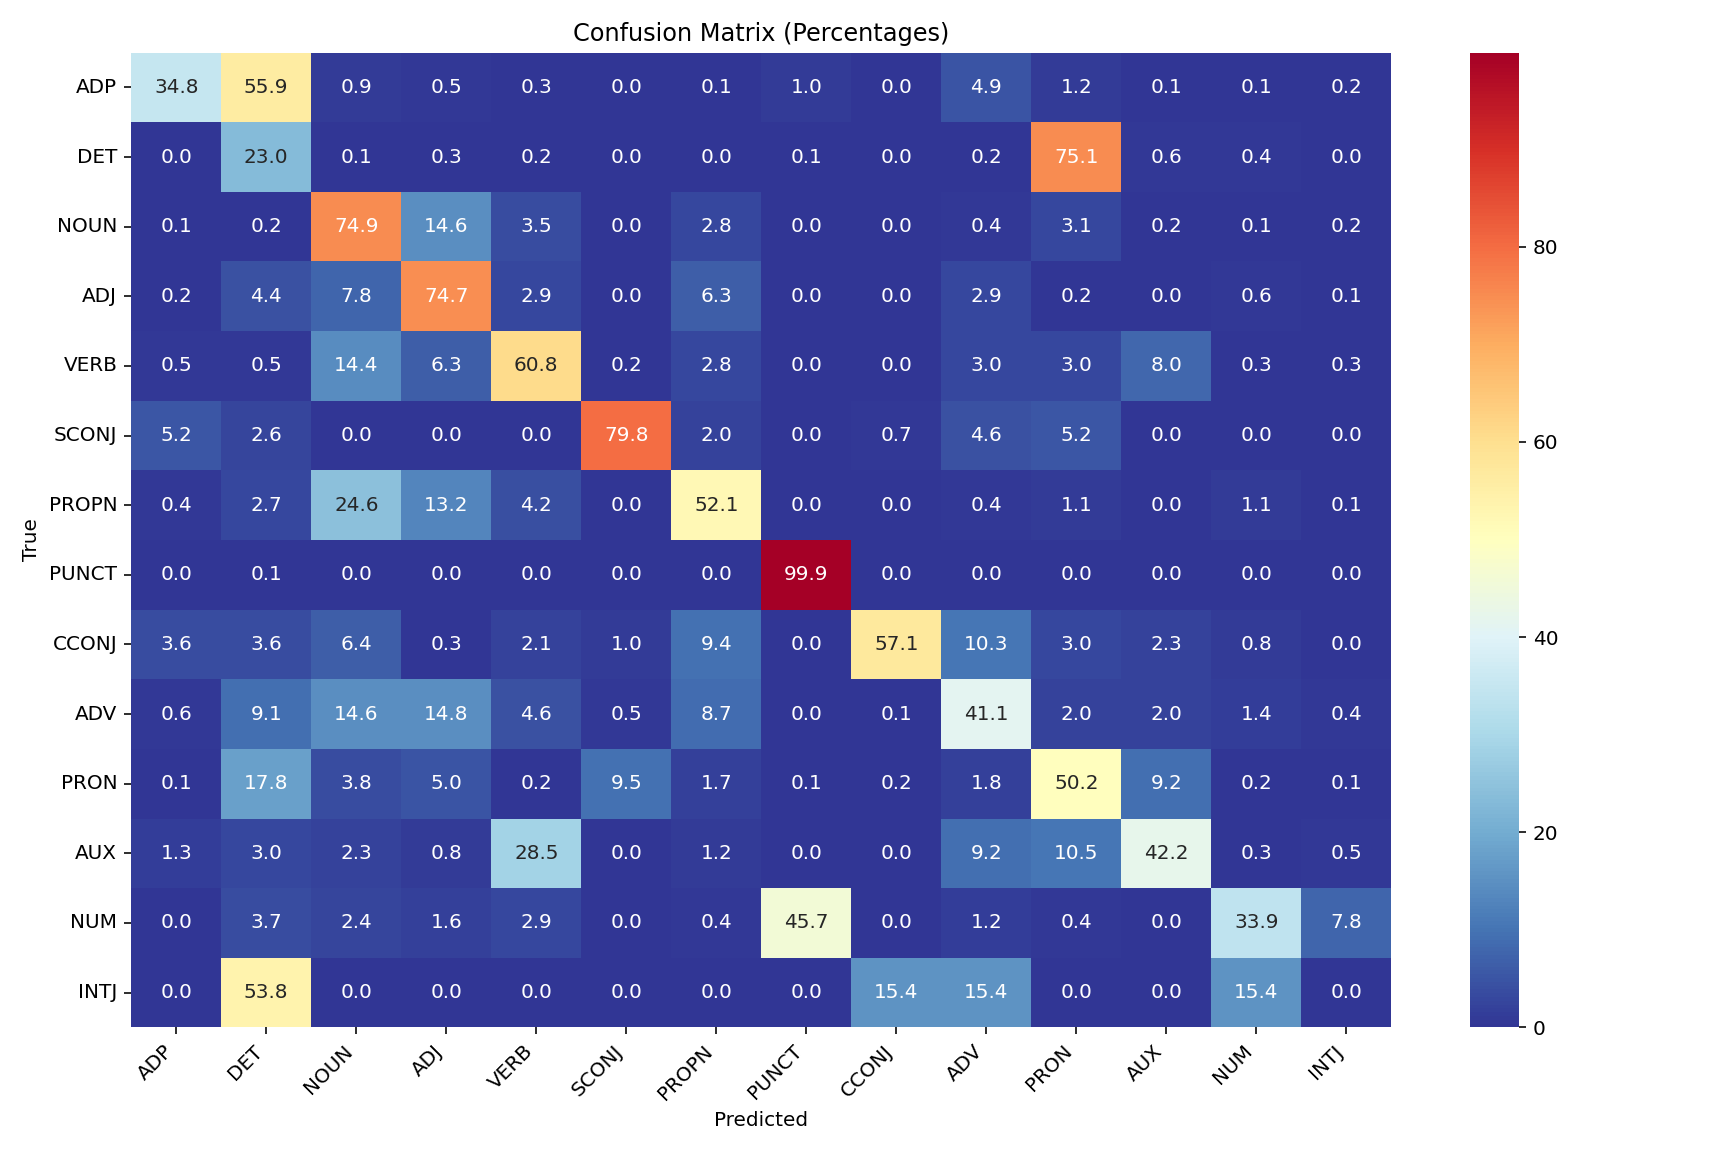 Confusion Matrix (Percentages)
ADP 34.8 55.9 0.9 0.5 0.3 0.0 0.1 1.0 0.0 4.9 1.2 0.1 0.1 0.2
DET 0.0 23.0 0.1 0.3 0.2 0.0 0.0 0.1 0.0 0.2 75.1 0.6 0.4 0.0
NOUN 0.1 0.2 74.9 14.6 3.5 0.0 2.8 0.0 0.0 0.4 3.1 0.2 0.1 0.2
80
ADJ 0.2 4.4 7.8 74.7 2.9 0.0 6.3 0.0 0.0 2.9 0.2 0.0 0.6 0.1
VERB 0.5 0.5 14.4 6.3 60.8 0.2 2.8 0.0 0.0 3.0 3.0 8.0 0.3 0.3
SCONJ 5.2 2.6 0.0 0.0 0.0 79.8 2.0 0.0 0.7 4.6 5.2 0.0 0.0 0.0
60
PROPN 0.4 2.7 24.6 13.2 4.2 0.0 52.1 0.0 0.0 0.4 1.1 0.0 1.1 0.1
True
PUNCT 0.0 0.1 0.0 0.0 0.0 0.0 0.0 99.9 0.0 0.0 0.0 0.0 0.0 0.0
CCONJ 3.6 3.6 6.4 0.3 2.1 1.0 9.4 0.0 57.1 10.3 3.0 2.3 0.8 0.0
40
ADV 0.6 9.1 14.6 14.8 4.6 0.5 8.7 0.0 0.1 41.1 2.0 2.0 1.4 0.4
PRON 0.1 17.8 3.8 5.0 0.2 9.5 1.7 0.1 0.2 1.8 50.2 9.2 0.2 0.1
20
AUX 1.3 3.0 2.3 0.8 28.5 0.0 1.2 0.0 0.0 9.2 10.5 42.2 0.3 0.5
NUM 0.0 3.7 2.4 1.6 2.9 0.0 0.4 45.7 0.0 1.2 0.4 0.0 33.9 7.8
INTJ 0.0 53.8 0.0 0.0 0.0 0.0 0.0 0.0 15.4 15.4 0.0 0.0 15.4 0.0
0
ADP DET NOUN ADJ VERB SCONJ PROPN PUNCT CCONJ ADV PRON AUX NUM INTJ
Predicted